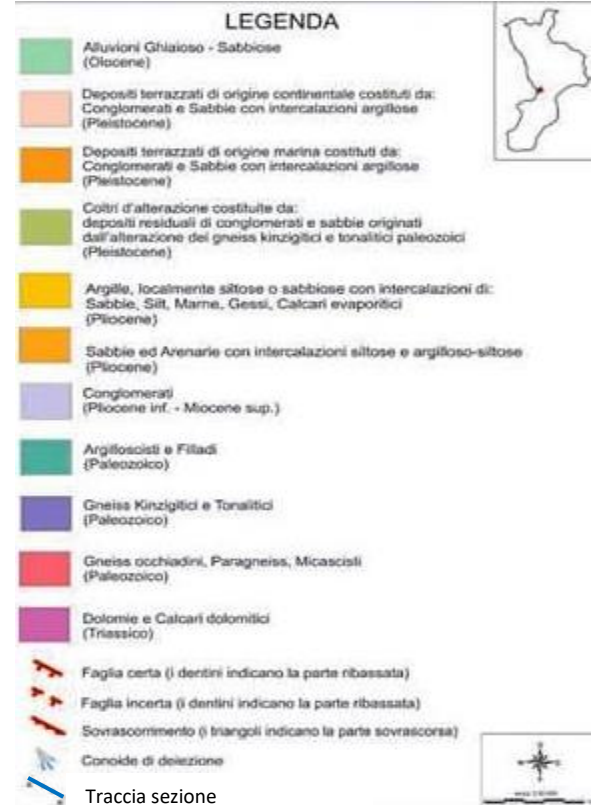 LEGENDA
Alluvioni Ghiaioso - Sabbiose
(Olocene)
Depositi terrazzati di origine continentale costituti da:
Conglomerati e Sabbie con intercalazioni argillose
(Pleistocene)
Depositi terrazzati di origine marina costituti da:
Conglomerati e Sabbie con intercalazioni argillose
(Pleistocene)
Coltri d'alterazione costituite da:
depositi residuali di conglomerati e sabbie originati
dall'alterazione dei gneiss kinzigitici e tonalitici paleozoici
(Pleistocene)
Argille, localmente siltose o sabbiose con intercalazioni di:
Sabbie, Silt, Marne, Gessi, Calcari evaporitici
(Pliocene)
Sabbie ed Arenarie con intercalazioni siltose e argilloso-siltose
(Pliocene)
Conglomerati
(Pliocene inf. - Miocene sup.)
Argilloscisti e Filladi
(Paleozoico)
Gneiss Kinzigitici e Tonalitici
(Paleozoico)
Gneiss occhiadini, Paragneiss, Micascisti
(Paleozoico)
Dolomie e Calcari dolomitici
(Triassico)
Faglia certa (i dentini indicano la parte ribassata)
Faglia incerta (i dentini indicano la parte ribassata)
Sovrascorrimento (i triangoli indicano la parte sovrascorsa)
Conoide di deiezione
Traccia sezione